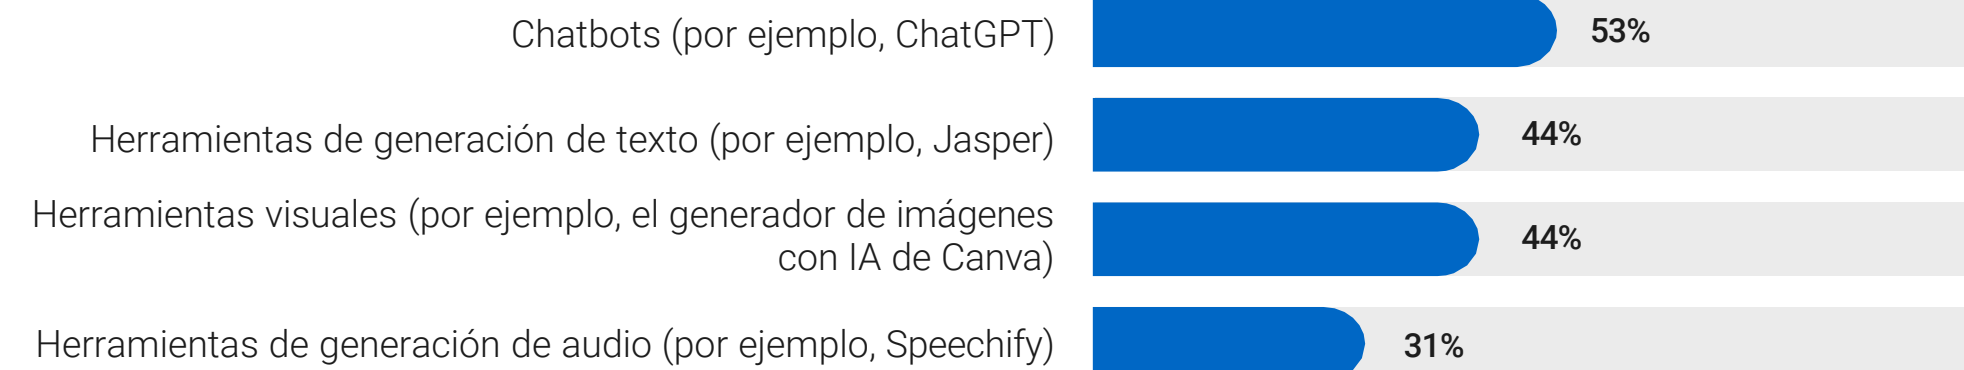 Chatbots (por ejemplo, ChatGPT) 53%
Herramientas de generación de texto (por ejemplo, Jasper) 44%
Herramientas visuales (por ejemplo, el generador de imágenes
con IA de Canva) 44%
Herramientas de generación de audio (por ejemplo, Speechify) 31%